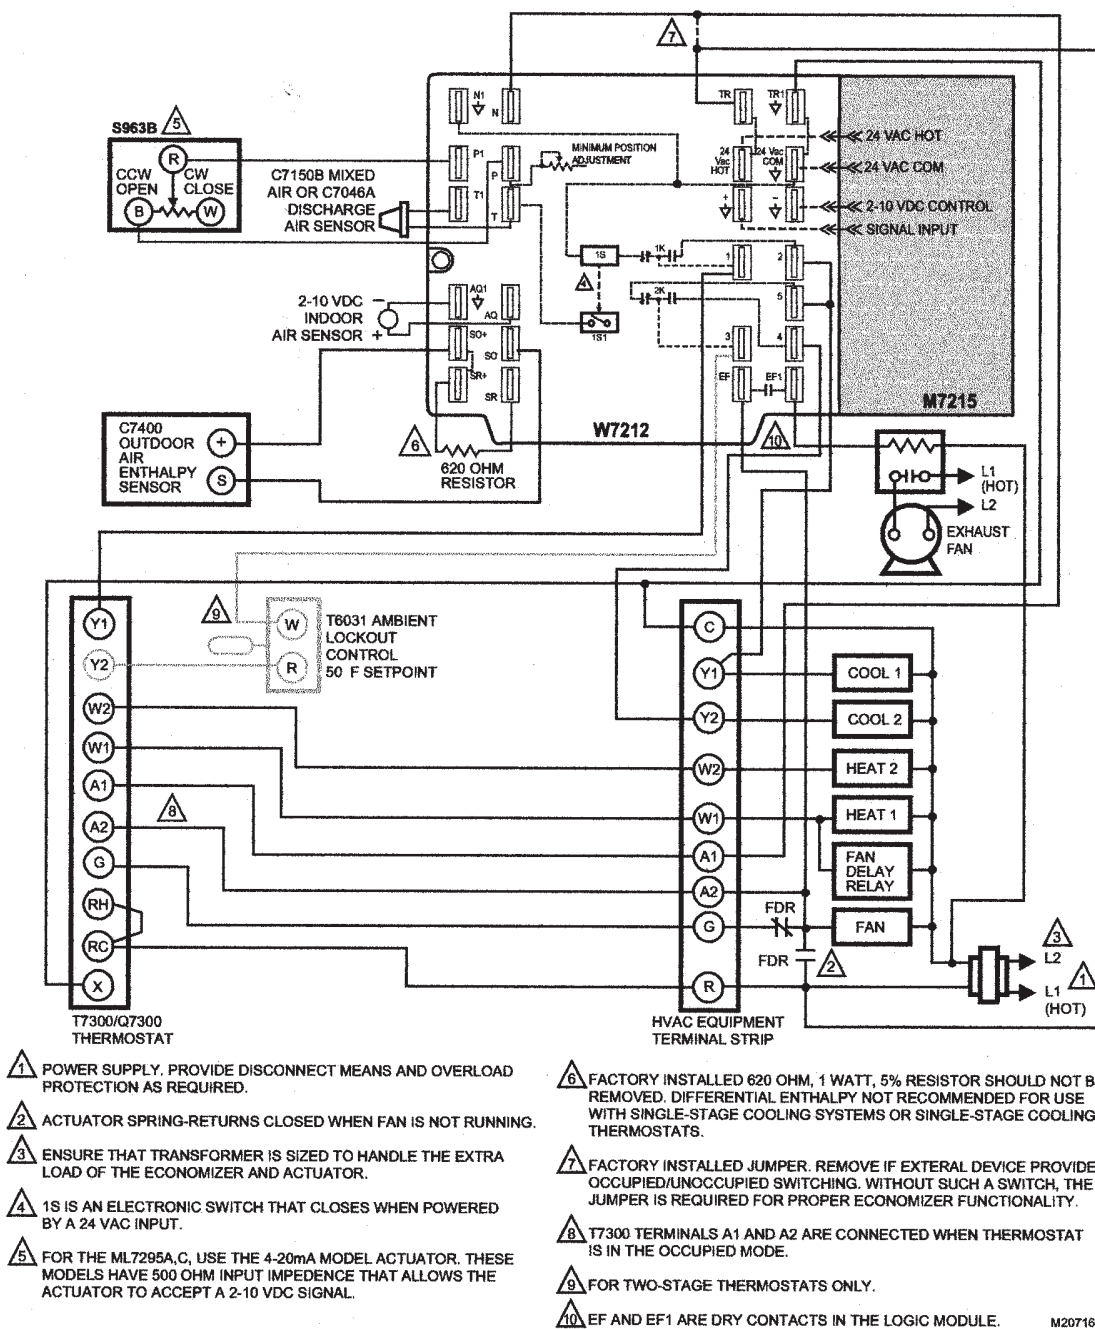 7
N1
N
TR
TR1
S963B
5
R
CCW OPEN
CW CLOSE
B
W
P1
P
T1
T
C7150B MIXED
AIR OR C7046A
DISCHARGE
AIR SENSOR
MINIMUM POSITION
ADJUSTMENT
24 Vac HOT
24 Vac COM
+
−
24 VAC HOT
24 VAC COM
2-10 VDC CONTROL
SIGNAL INPUT
1S
1K
1
2
4
2K
5
1S1
3
4
2-10 VDC −
INDOOR
AIR SENSOR +
AQ1
AQ
SO+
SO
SR+
SR
EF
EF1
M7215
W7212
C7400
OUTDOOR
AIR
ENTHALPY
SENSOR
+
S
6
620 OHM
RESISTOR
10
L1
(HOT)
L2
EXHAUST
FAN
9
W
R
T6031 AMBIENT
LOCKOUT
CONTROL
50 F SETPOINT
Y1
Y2
W2
W1
A1
A2
G
RH
RC
X
8
T7300/Q7300
THERMOSTAT
C
Y1
Y2
W2
W1
A1
A2
G
R
HVAC EQUIPMENT
TERMINAL STRIP
COOL 1
COOL 2
HEAT 2
HEAT 1
FAN
DELAY
RELAY
FDR
FAN
FDR
2
3
L2
1
L1
(HOT)
1 POWER SUPPLY. PROVIDE DISCONNECT MEANS AND OVERLOAD
PROTECTION AS REQUIRED.
2 ACTUATOR SPRING-RETURNS CLOSED WHEN FAN IS NOT RUNNING.
3 ENSURE THAT TRANSFORMER IS SIZED TO HANDLE THE EXTRA
LOAD OF THE ECONOMIZER AND ACTUATOR.
4 1S IS AN ELECTRONIC SWITCH THAT CLOSES WHEN POWERED
BY A 24 VAC INPUT.
5 FOR THE ML7295A,C, USE THE 4-20mA MODEL ACTUATOR. THESE
MODELS HAVE 500 OHM INPUT IMPEDENCE THAT ALLOWS THE
ACTUATOR TO ACCEPT A 2-10 VDC SIGNAL.
6 FACTORY INSTALLED 620 OHM, 1 WATT, 5% RESISTOR SHOULD NOT B
REMOVED. DIFFERENTIAL ENTHALPY NOT RECOMMENDED FOR USE
WITH SINGLE-STAGE COOLING SYSTEMS OR SINGLE-STAGE COOLING
THERMOSTATS.
7 FACTORY INSTALLED JUMPER. REMOVE IF EXTERAL DEVICE PROVIDE
OCCUPIED/UNOCCUPIED SWITCHING. WITHOUT SUCH A SWITCH, THE
JUMPER IS REQUIRED FOR PROPER ECONOMIZER FUNCTIONALITY.
8 T7300 TERMINALS A1 AND A2 ARE CONNECTED WHEN THERMOSTAT
IS IN THE OCCUPIED MODE.
9 FOR TWO-STAGE THERMOSTATS ONLY.
10 EF AND EF1 ARE DRY CONTACTS IN THE LOGIC MODULE.
M20716